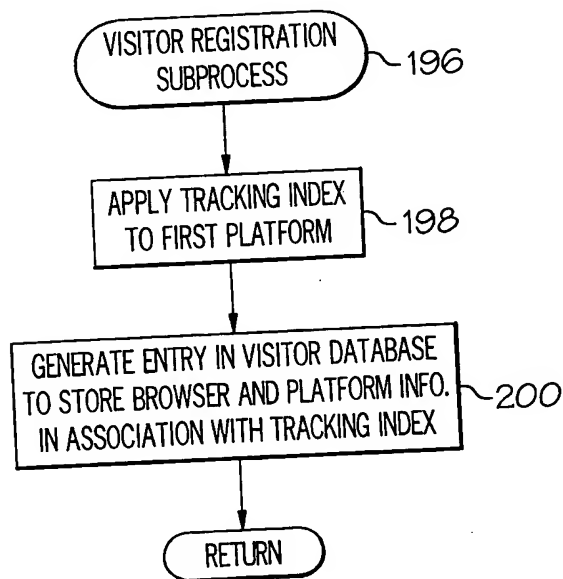 VISITOR REGISTRATION
SUBPROCESS
196
APPLY TRACKING INDEX
TO FIRST PLATFORM
198
GENERATE ENTRY IN VISITOR DATABASE
TO STORE BROWSER AND PLATFORM INFO.
IN ASSOCIATION WITH TRACKING INDEX
200
RETURN